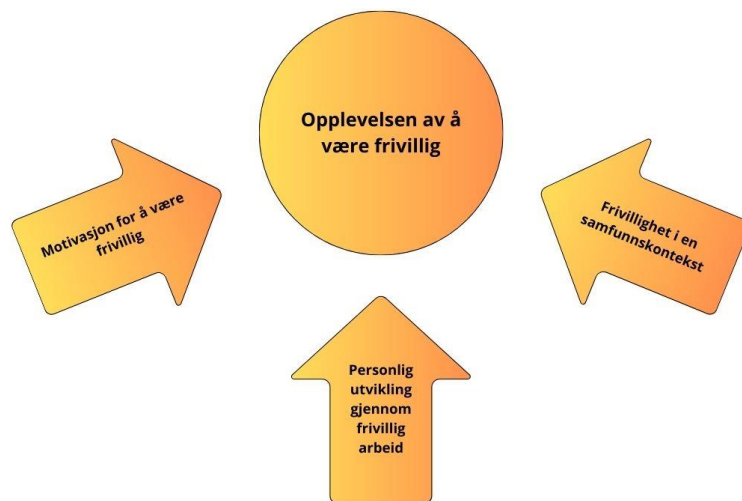 Opplevelsen av å
være frivillig
Motivasjon for å være
frivillig
Frivillighet i en
samfunnskontekst
Personlig
utvikling
gjennom
frivillig
arbeid